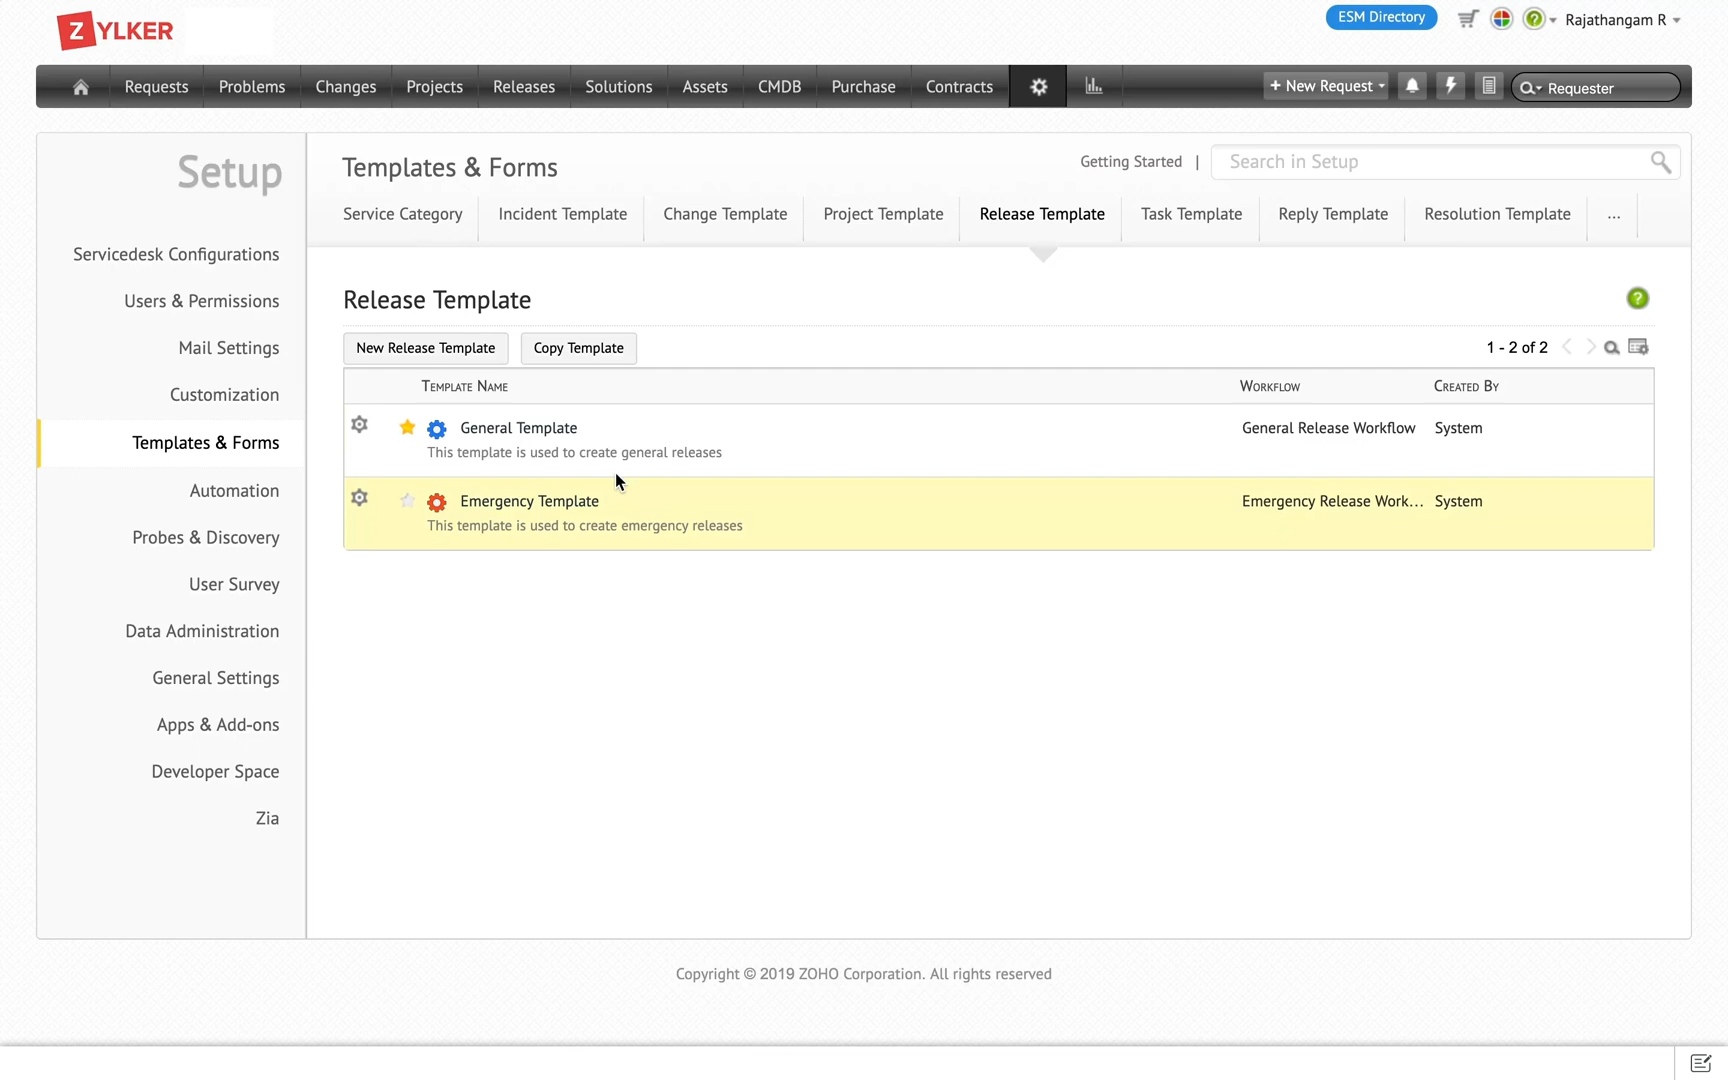 ZYLKER
ESM Directory
Rajathangam R
Requests
Problems
Changes
Projects
Releases
Solutions
Assets
CMDB
Purchase
Contracts
+ New Request
Requester
Setup
Servicedesk Configurations
Users & Permissions
Mail Settings
Customization
Templates & Forms
Automation
Probes & Discovery
User Survey
Data Administration
General Settings
Apps & Add-ons
Developer Space
Zia
Templates & Forms
Getting Started |
Search in Setup
Service Category
Incident Template
Change Template
Project Template
Release Template
Task Template
Reply Template
Resolution Template
...
Release Template
New Release Template
Copy Template
1 - 2 of 2
Template Name
Workflow
Created By
General Template
General Release Workflow
System
This template is used to create general releases
Emergency Template
Emergency Release Work...
System
This template is used to create emergency releases
Copyright © 2019 ZOHO Corporation. All rights reserved